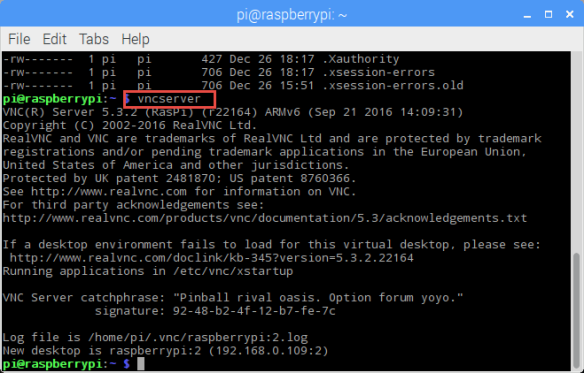 pi@raspberrypi: ~
File Edit Tabs Help
-rw------- 1 pi pi 427 Dec 26 18:17 .Xauthority
-rw------- 1 pi pi 706 Dec 26 18:17 .xsession-errors
-rw------- 1 pi pi 706 Dec 26 15:51 .xsession-errors.old
pi@raspberrypi:~ $ vncserver
VNC(R) Server 5.3.2 (RasPi) (r22164) ARMv6 (Sep 21 2016 14:09:31)
Copyright (C) 2002-2016 RealVNC Ltd.
RealVNC and VNC are trademarks of RealVNC Ltd and are protected by trademark
registrations and/or pending trademark applications in the European Union,
United States of America and other jurisdictions.
Protected by UK patent 2481870; US patent 8760366.
See http://www.realvnc.com for information on VNC.
For third party acknowledgements see:
http://www.realvnc.com/products/vnc/documentation/5.3/acknowledgements.txt
If a desktop environment fails to load for this virtual desktop, please see:
http://www.realvnc.com/doclink/kb-345?version=5.3.2.22164
Running applications in /etc/vnc/xstartup
VNC Server catchphrase: "Pinball rival oasis. Option forum yoyo."
signature: 92-48-b2-4f-12-b7-fe-7c
Log file is /home/pi/.vnc/raspberrypi:2.log
New desktop is raspberrypi:2 (192.168.0.109:2)
pi@raspberrypi:~ $